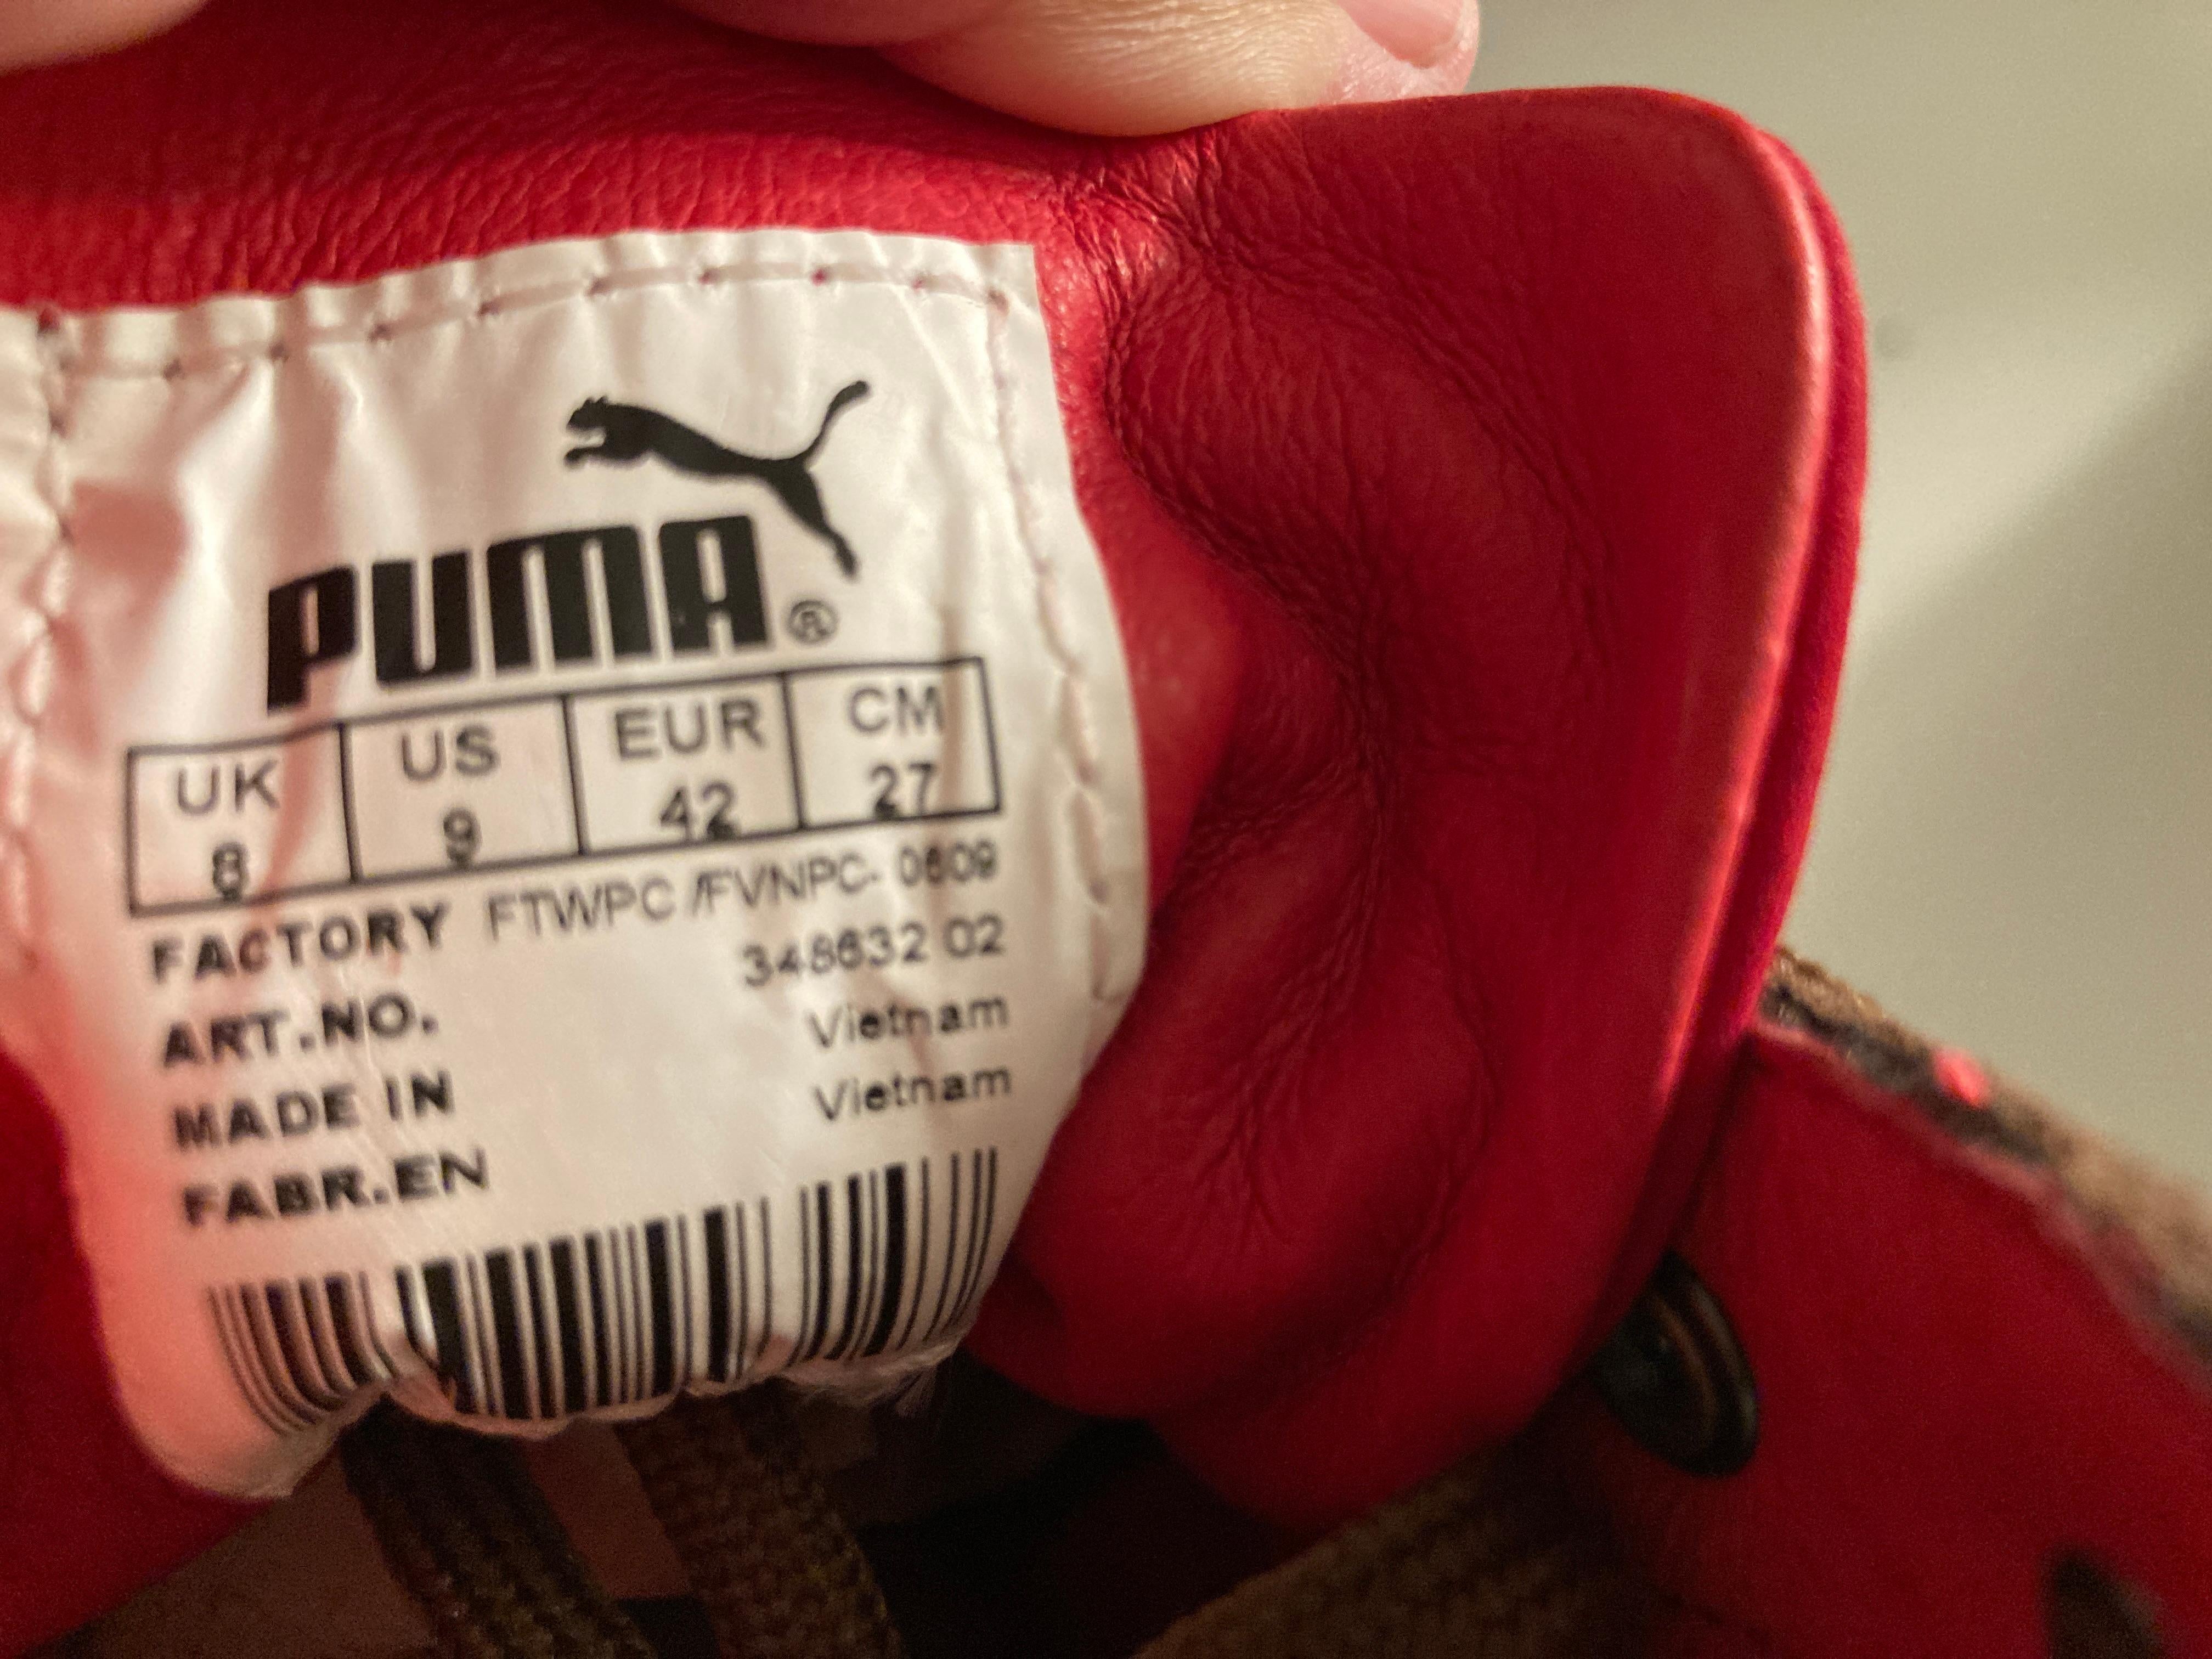 PUMA®
UK US EUR CM
8 9 42 27
FACTORY FTWPC /FVNPC- 0609
ART.NO. 348632 02
MADE IN Vietnam
FABR.EN Vietnam